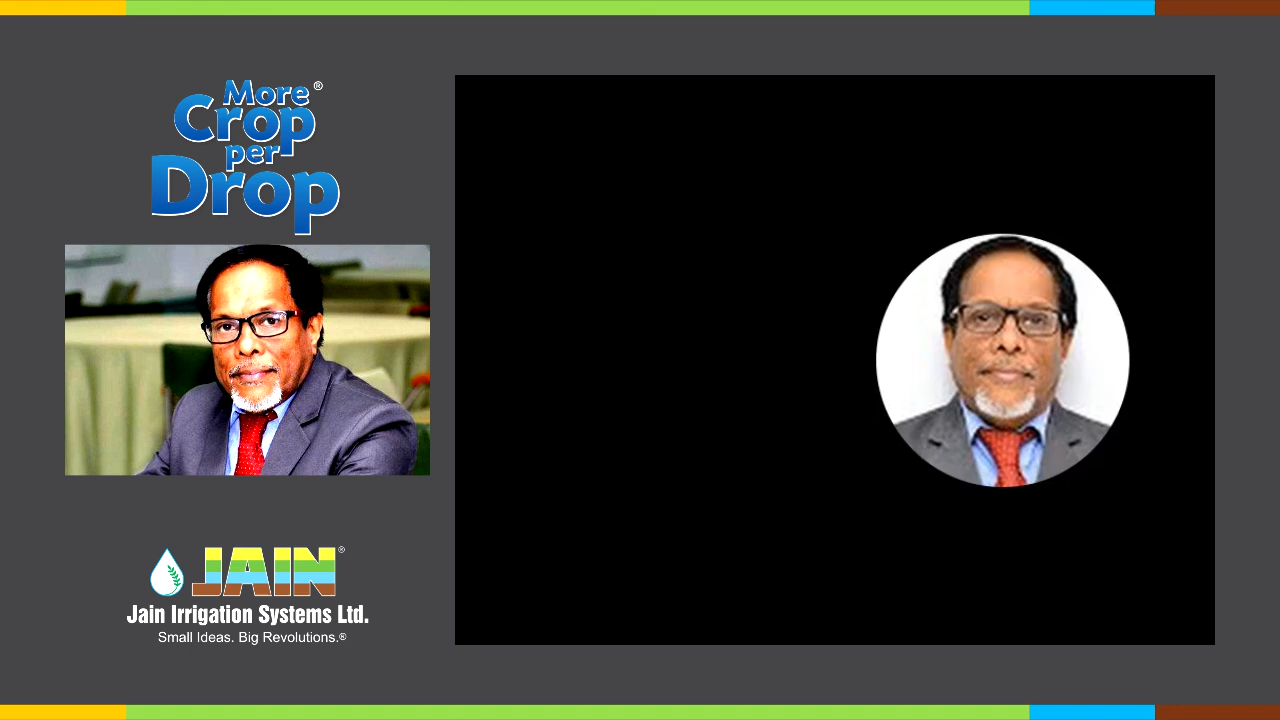 More®
Crop
per
Drop
JAIN®
Jain Irrigation Systems Ltd.
Small Ideas. Big Revolutions.®